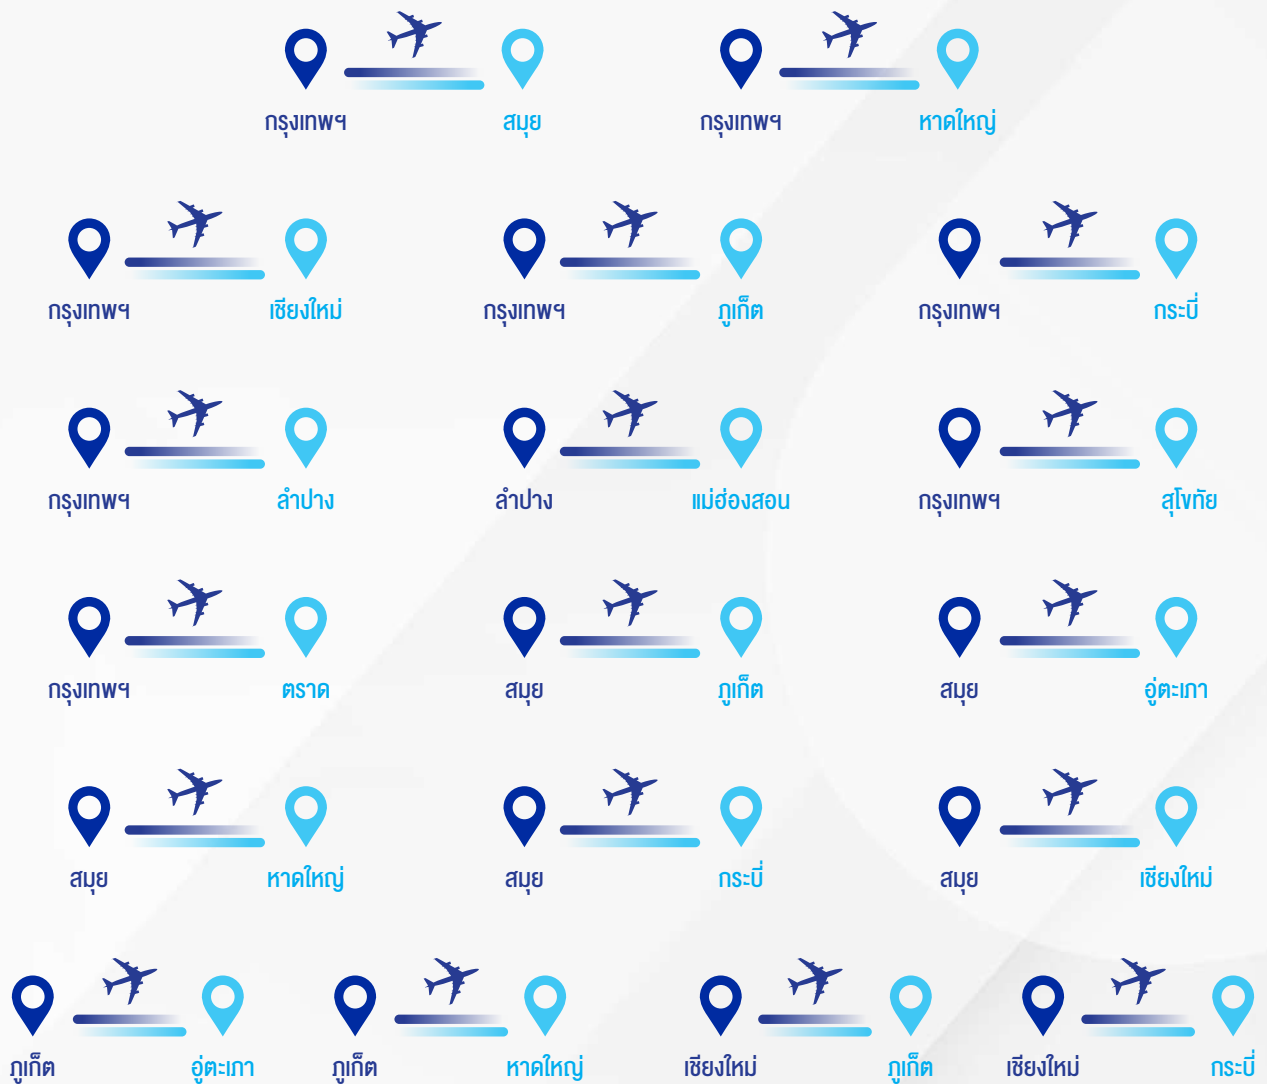 กรุงเทพฯ สมุย กรุงเทพฯ หาดใหญ่
กรุงเทพฯ เชียงใหม่ กรุงเทพฯ ภูเก็ต กรุงเทพฯ กระบี่
กรุงเทพฯ ลำปาง ลำปาง แม่ฮ่องสอน กรุงเทพฯ สุโขทัย
กรุงเทพฯ ตราด สมุย ภูเก็ต สมุย อู่ตะเภา
สมุย หาดใหญ่ สมุย กระบี่ สมุย เชียงใหม่
ภูเก็ต อู่ตะเภา ภูเก็ต หาดใหญ่ เชียงใหม่ ภูเก็ต เชียงใหม่ กระบี่